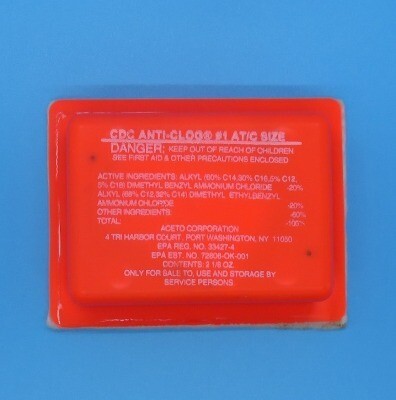 CDC ANTI-CLOG® #1 AT/C SIZE
DANGER: KEEP OUT OF REACH OF CHILDREN
SEE FIRST AID & OTHER PRECAUTIONS ENCLOSED
ACTIVE INGREDIENTS: ALKYL (60% C14,30% C16,5% C12,
5% C18) DIMETHYL BENZYL AMMONIUM CHLORIDE -20%
ALKYL (68% C12,32% C14) DIMETHYL ETHYLBENZYL
AMMONIUM CHLORIDE -20%
OTHER INGREDIENTS: -60%
TOTAL: -100%
ACETO CORPORATION
4 TRI HARBOR COURT, PORT WASHINGTON, NY 11050
EPA REG. NO. 33427-4
EPA EST. NO. 72606-OK-001
CONTENTS: 2 1/8 OZ.
ONLY FOR SALE TO, USE AND STORAGE BY
SERVICE PERSONS